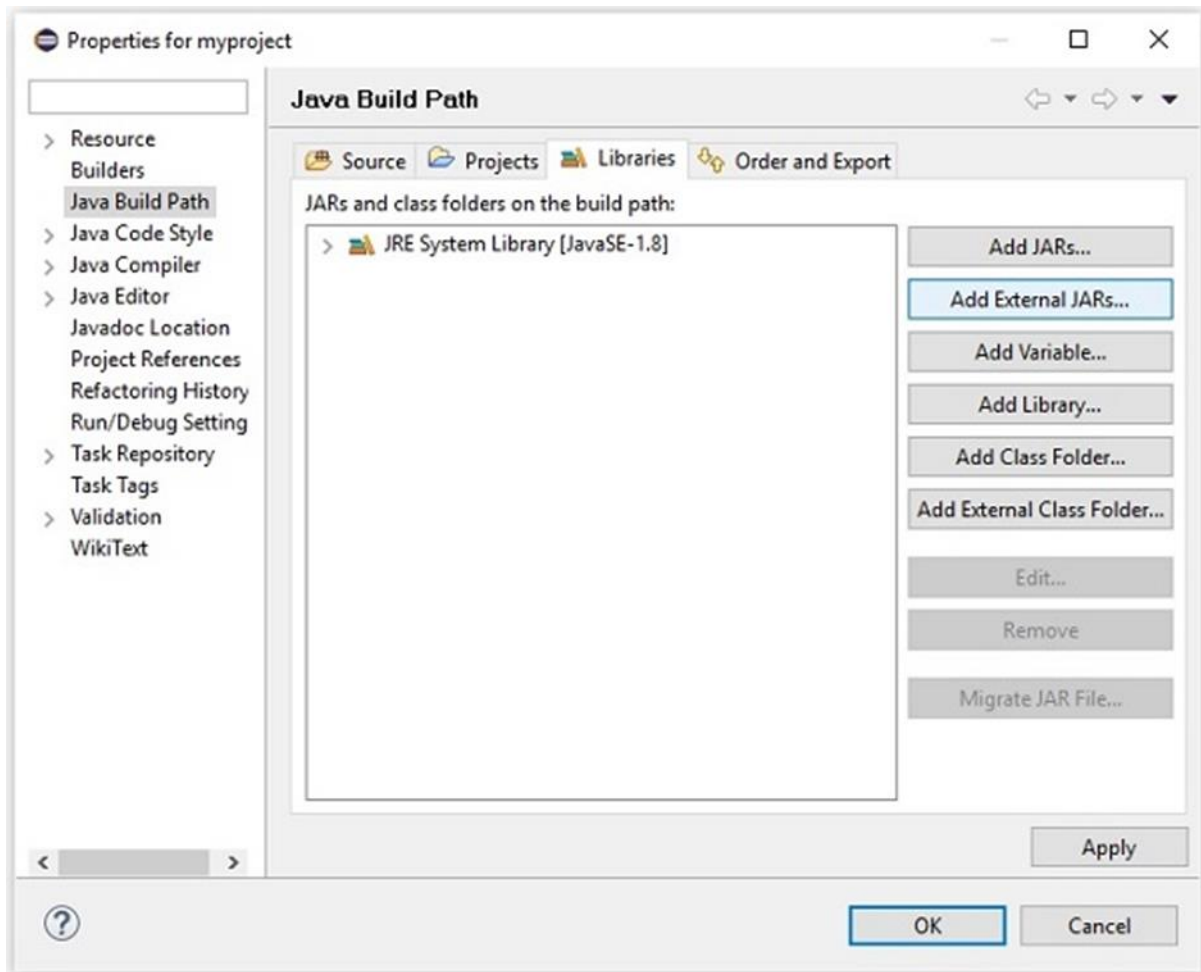 Properties for myproject
Java Build Path
Resource
Builders
Java Build Path
Java Code Style
Java Compiler
Java Editor
Javadoc Location
Project References
Refactoring History
Run/Debug Setting
Task Repository
Task Tags
Validation
WikiText
Source Projects Libraries Order and Export
JARs and class folders on the build path:
JRE System Library [JavaSE-1.8]
Add JARs...
Add External JARs...
Add Variable...
Add Library...
Add Class Folder...
Add External Class Folder...
Edit...
Remove
Migrate JAR File...
Apply
?
OK
Cancel